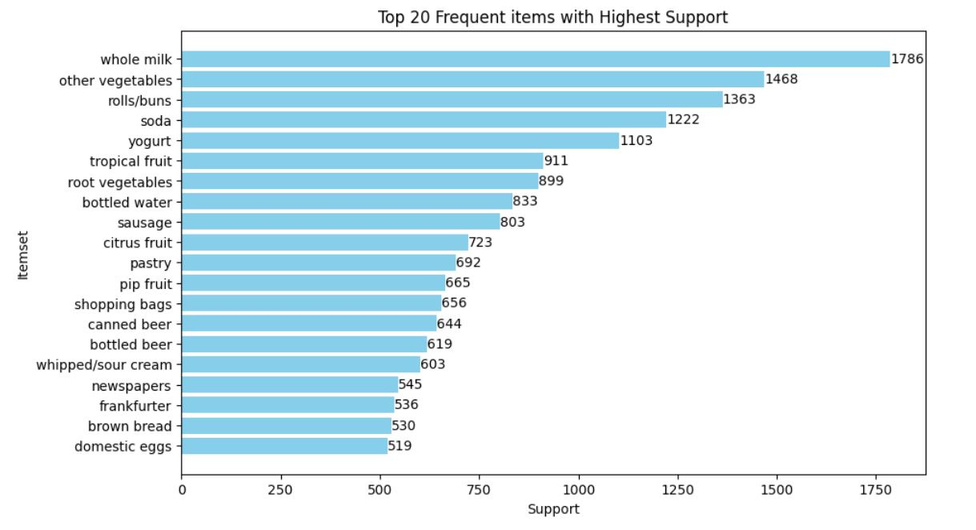 Top 20 Frequent items with Highest Support
Itemset
whole milk 1786
other vegetables 1468
rolls/buns 1363
soda 1222
yogurt 1103
tropical fruit 911
root vegetables 899
bottled water 833
sausage 803
citrus fruit 723
pastry 692
pip fruit 665
shopping bags 656
canned beer 644
bottled beer 619
whipped/sour cream 603
newspapers 545
frankfurter 536
brown bread 530
domestic eggs 519
0 250 500 750 1000 1250 1500 1750
Support